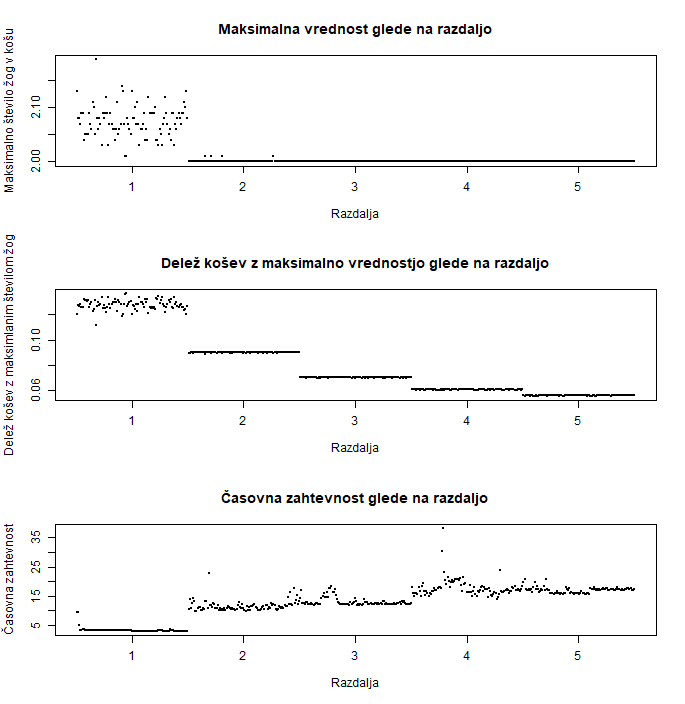 Maksimalna vrednost glede na razdaljo
Maksimalno število žog v košu
2.10
2.00
1 2 3 4 5
Razdalja
Delež košev z maksimalno vrednostjo glede na razdaljo
Delež košev z maksimlanim številom žog
0.10
0.06
1 2 3 4 5
Razdalja
Časovna zahtevnost glede na razdaljo
Časovna zahtevnost
35
25
15
5
1 2 3 4 5
Razdalja